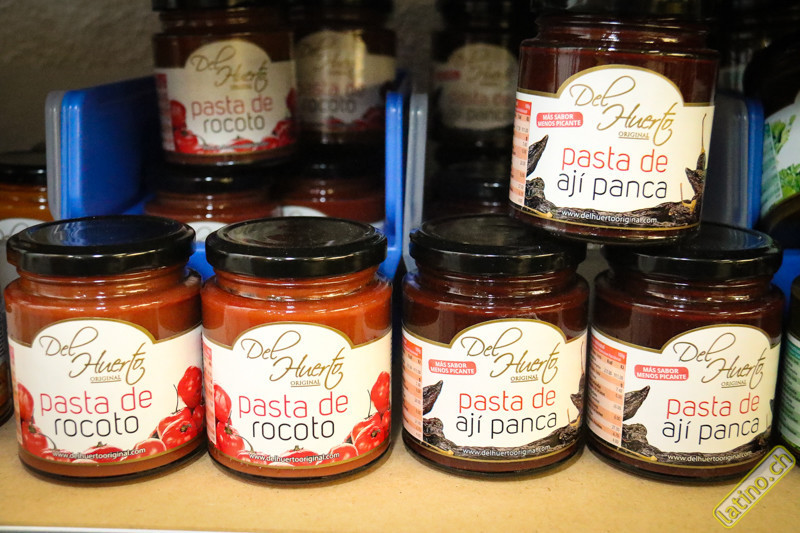 Del
Huerto
pasta de
rocoto
Del
Huerto
ORIGINAL
MÁS SABOR
MENOS PICANTE
pasta de
ají panca
www.delhuertooriginal.com
Del
Huerto
ORIGINAL
pasta de
rocoto
www.delhuertooriginal.com
Del
Huerto
ORIGINAL
pasta de
rocoto
www.delhuertooriginal.com
MÁS SABOR
MENOS PICANTE
Del
Huerto
ORIGINAL
pasta de
ají panca
www.delhuertooriginal.com
MÁS SABOR
MENOS PICANTE
Del
Huerto
ORIGINAL
pasta de
ají panca
www.delhuertooriginal.com
latino.ch